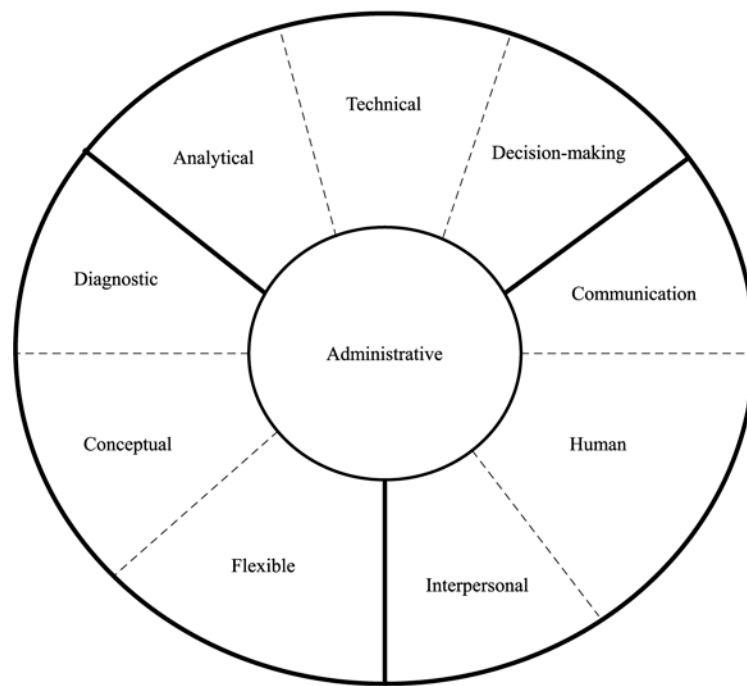 Technical
Analytical
Decision-making
Diagnostic
Communication
Administrative
Conceptual
Human
Flexible
Interpersonal